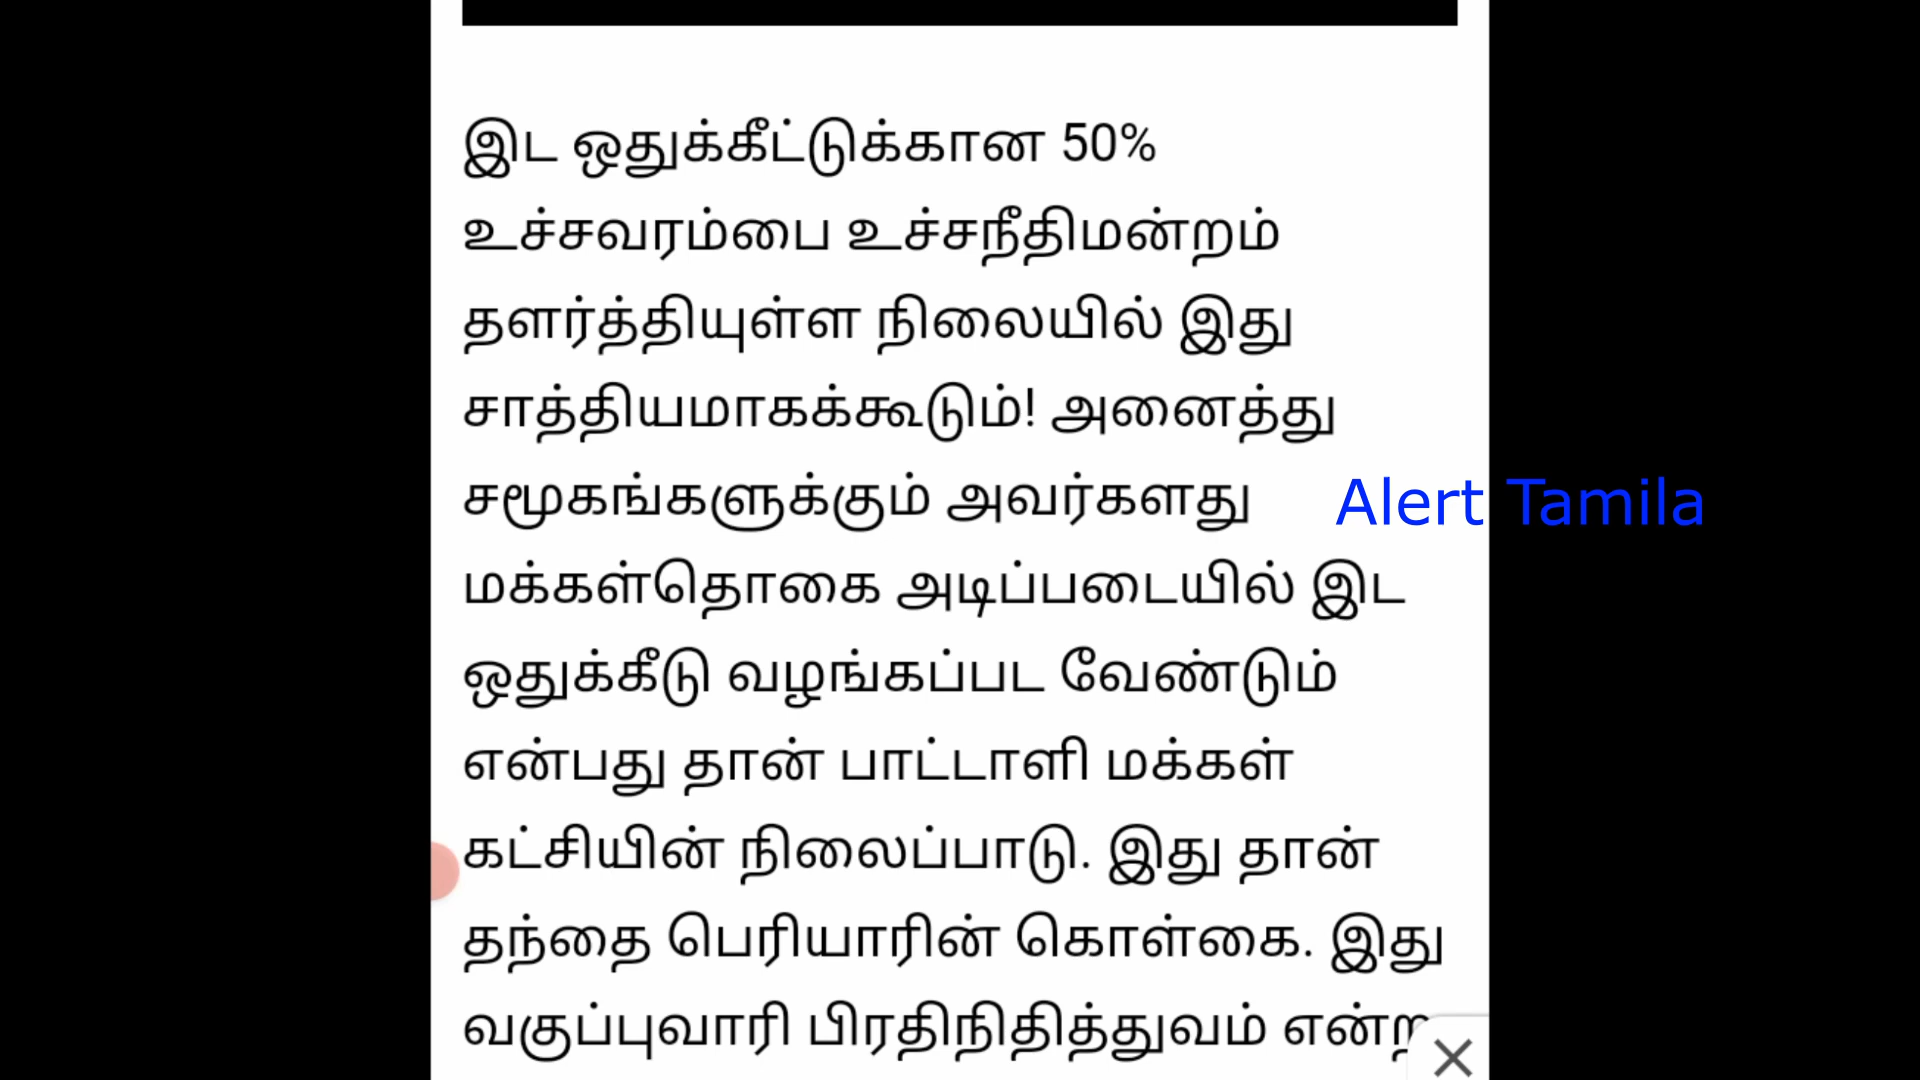 இட ஒதுக்கீட்டுக்கான 50%
உச்சவரம்பை உச்சநீதிமன்றம்
தளர்த்தியுள்ள நிலையில் இது
சாத்தியமாகக்கூடும்! அனைத்து
சமூகங்களுக்கும் அவர்களது
Alert Tamila
மக்கள்தொகை அடிப்படையில் இட
ஒதுக்கீடு வழங்கப்பட வேண்டும்
என்பது தான் பாட்டாளி மக்கள்
கட்சியின் நிலைப்பாடு. இது தான்
தந்தை பெரியாரின் கொள்கை. இது
வகுப்புவாரி பிரதிநிதித்துவம் என்ற